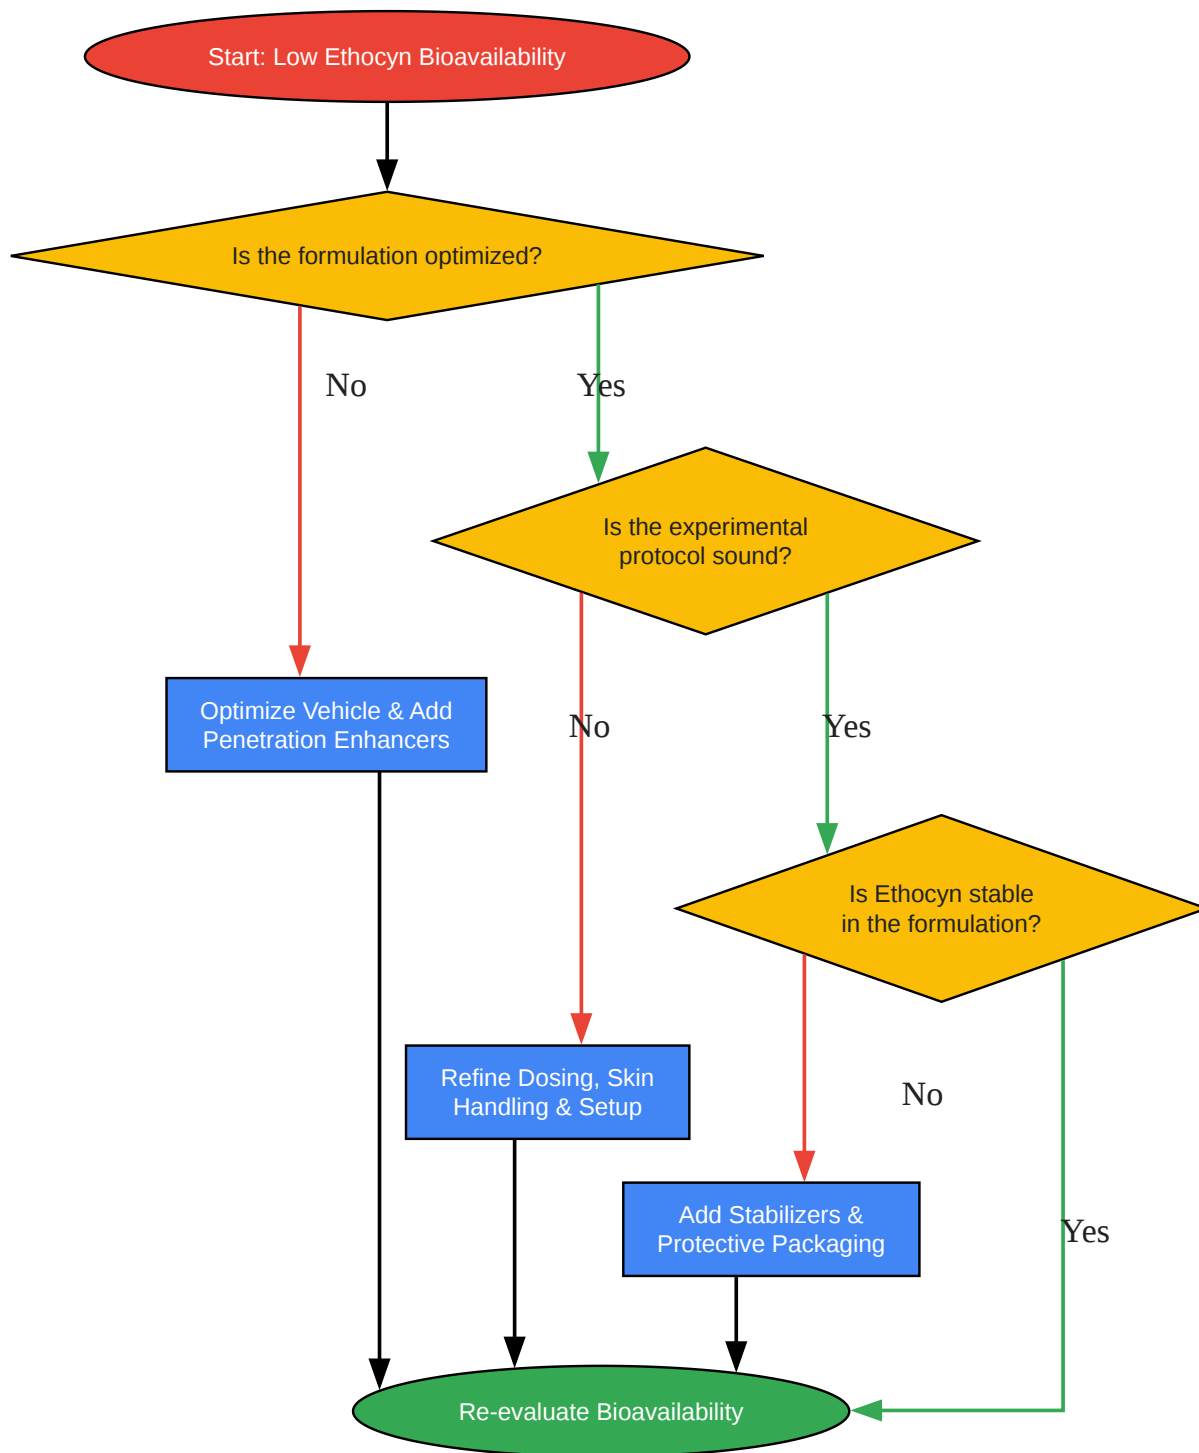 Start: Low Ethocyn Bioavailability
Is the formulation optimized?
No
Yes
Is the experimental
protocol sound?
Optimize Vehicle & Add
Penetration Enhancers
No
Yes
Is Ethocyn stable
in the formulation?
Refine Dosing, Skin
Handling & Setup
No
Add Stabilizers &
Protective Packaging
Yes
Re-evaluate Bioavailability